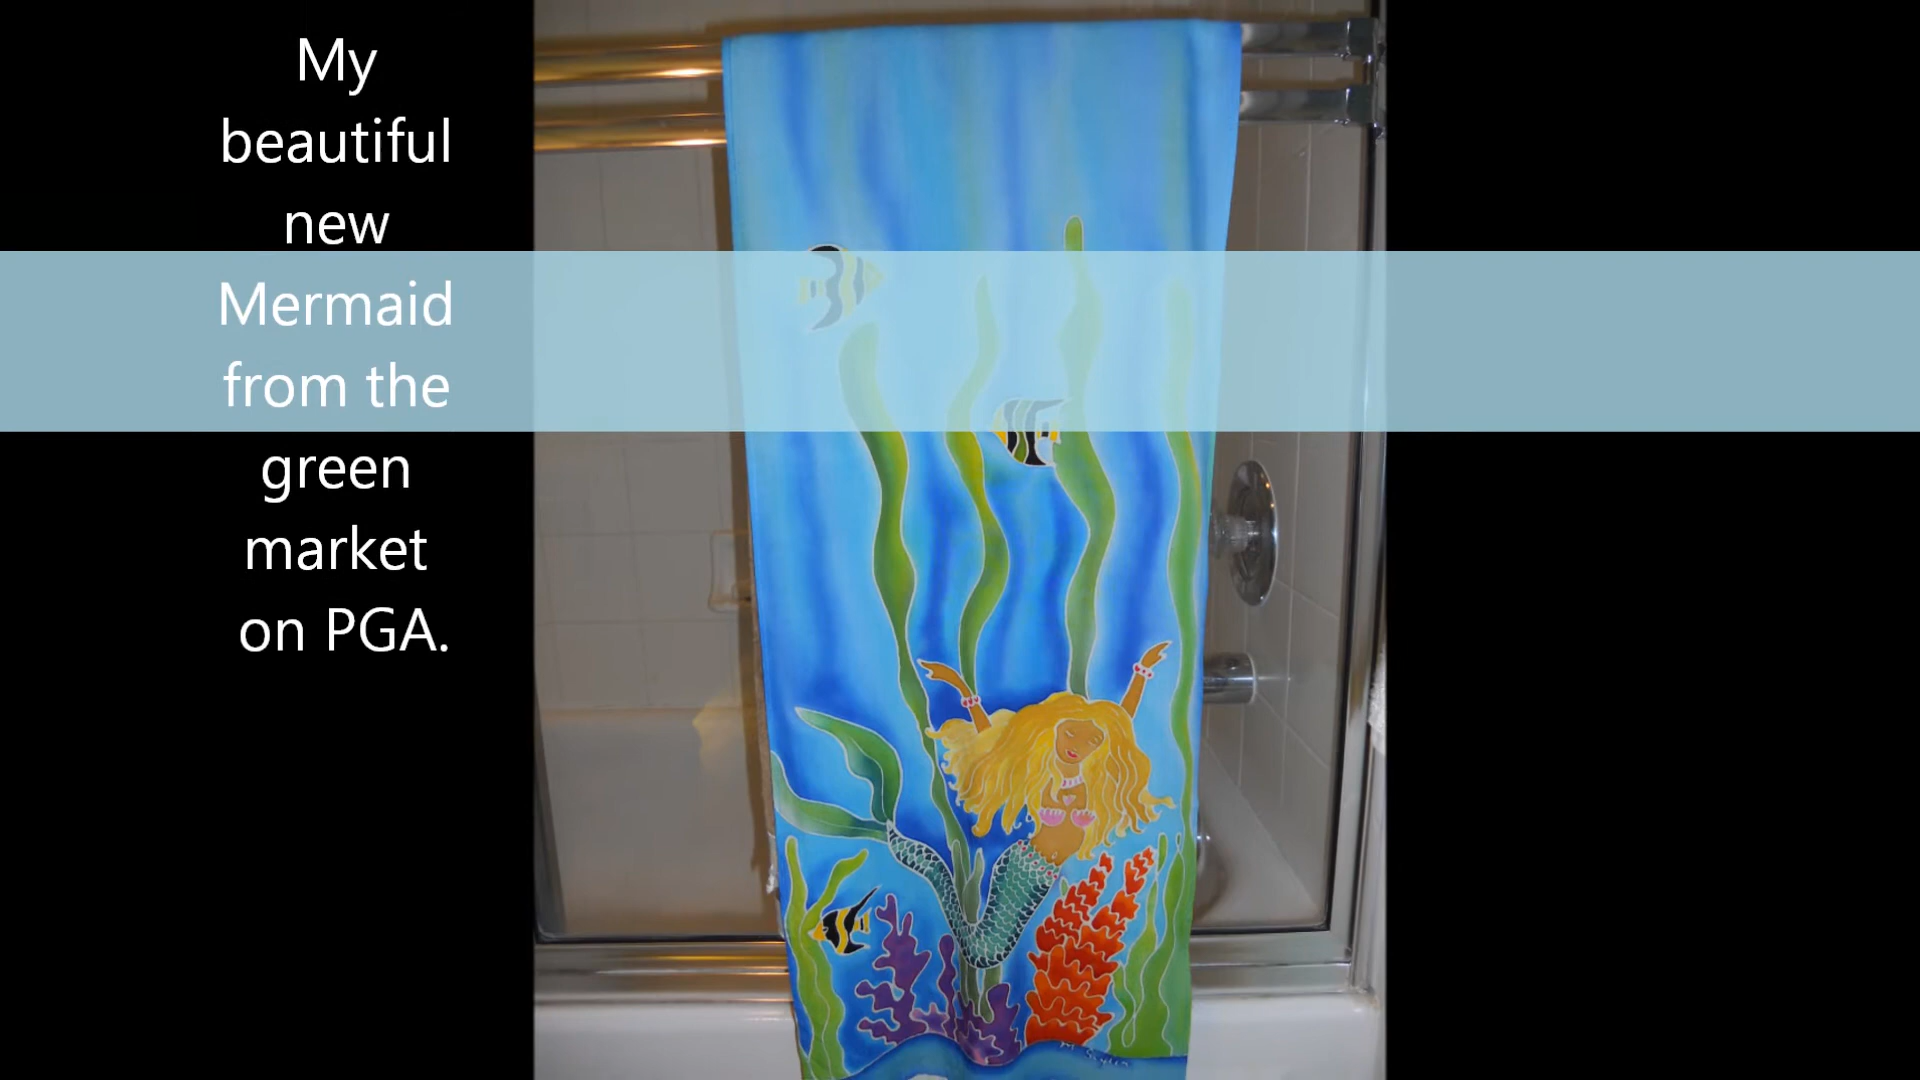 My
beautiful
new
Mermaid
from the
green
market
on PGA.